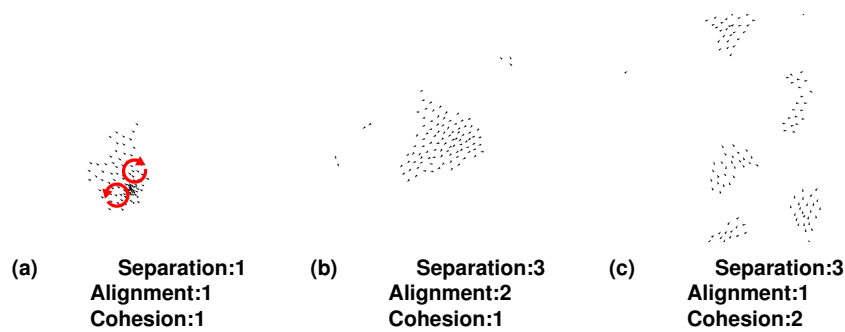 (a) Separation:1
Alignment:1
Cohesion:1
(b) Separation:3
Alignment:2
Cohesion:1
(c) Separation:3
Alignment:1
Cohesion:2